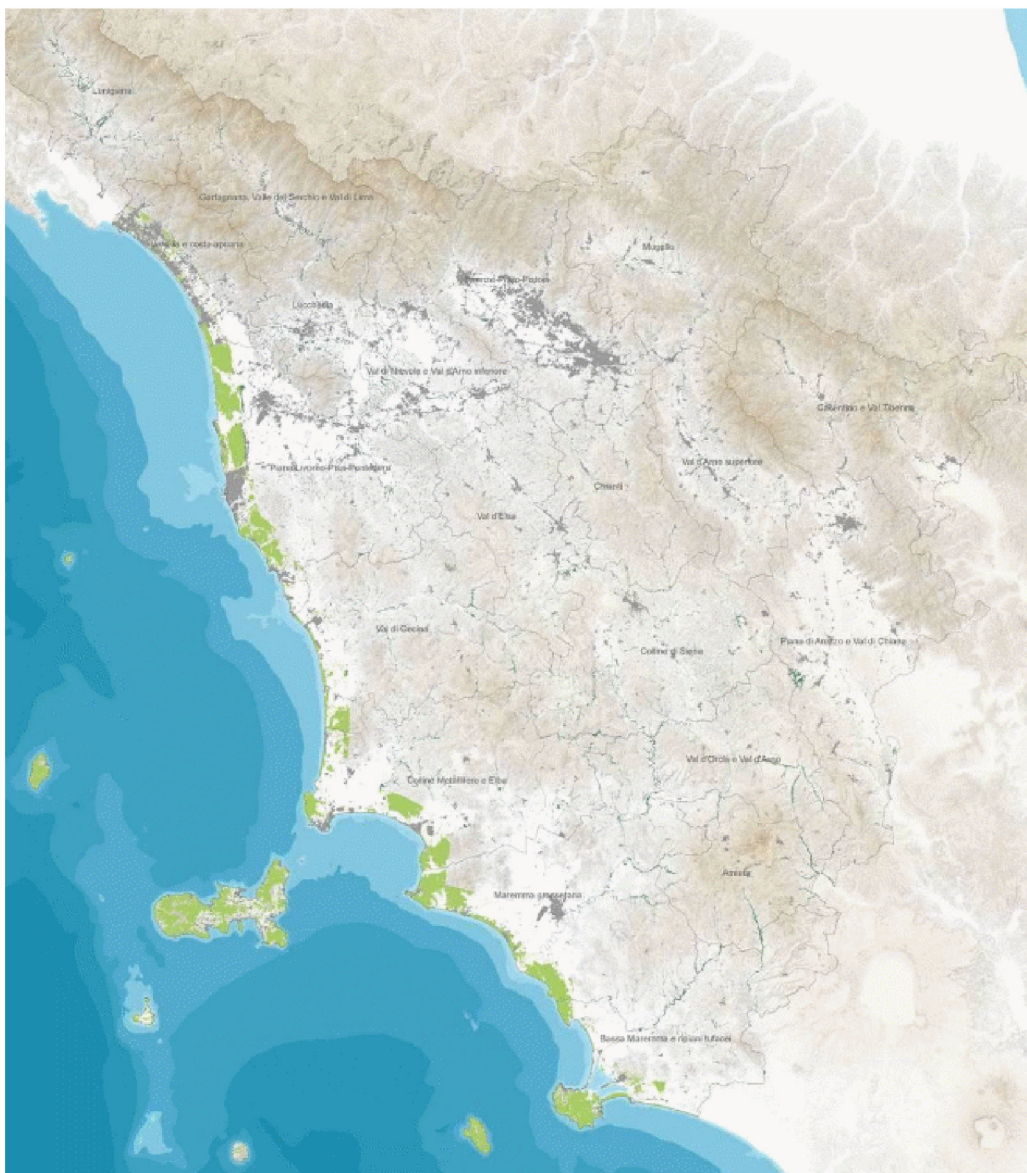 Lunigiana
Garfagnana, Valle del Serchio e Val di Lima
Versilia e costa apuana
Mugello
Firenze-Prato-Pistoia
Lucchesia
Val di Nievole e Val d'Arno inferiore
Casentino e Val Tiberina
Val d'Arno superiore
Piana Livorno-Pisa-Pontedera
Chianti
Val d'Elsa
Val di Cecina
Piana di Arezzo e Val di Chiana
Colline di Siena
Val d'Orcia e Val d'Asso
Colline Metallifere e Elba
Amiata
Maremma grossetana
Bassa Maremma e ripiani tufacei